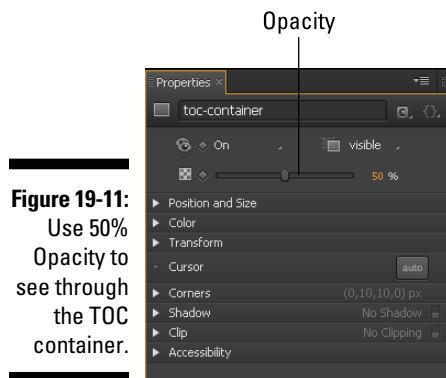 Opacity
Properties ×
toc-container
On
visible
50 %
Figure 19-11:
Use 50%
Opacity to
see through
the TOC
container.
Position and Size
Color
Transform
Cursor
auto
Corners
(0,10,10,0) px
Shadow
No Shadow
Clip
No Clipping
Accessibility